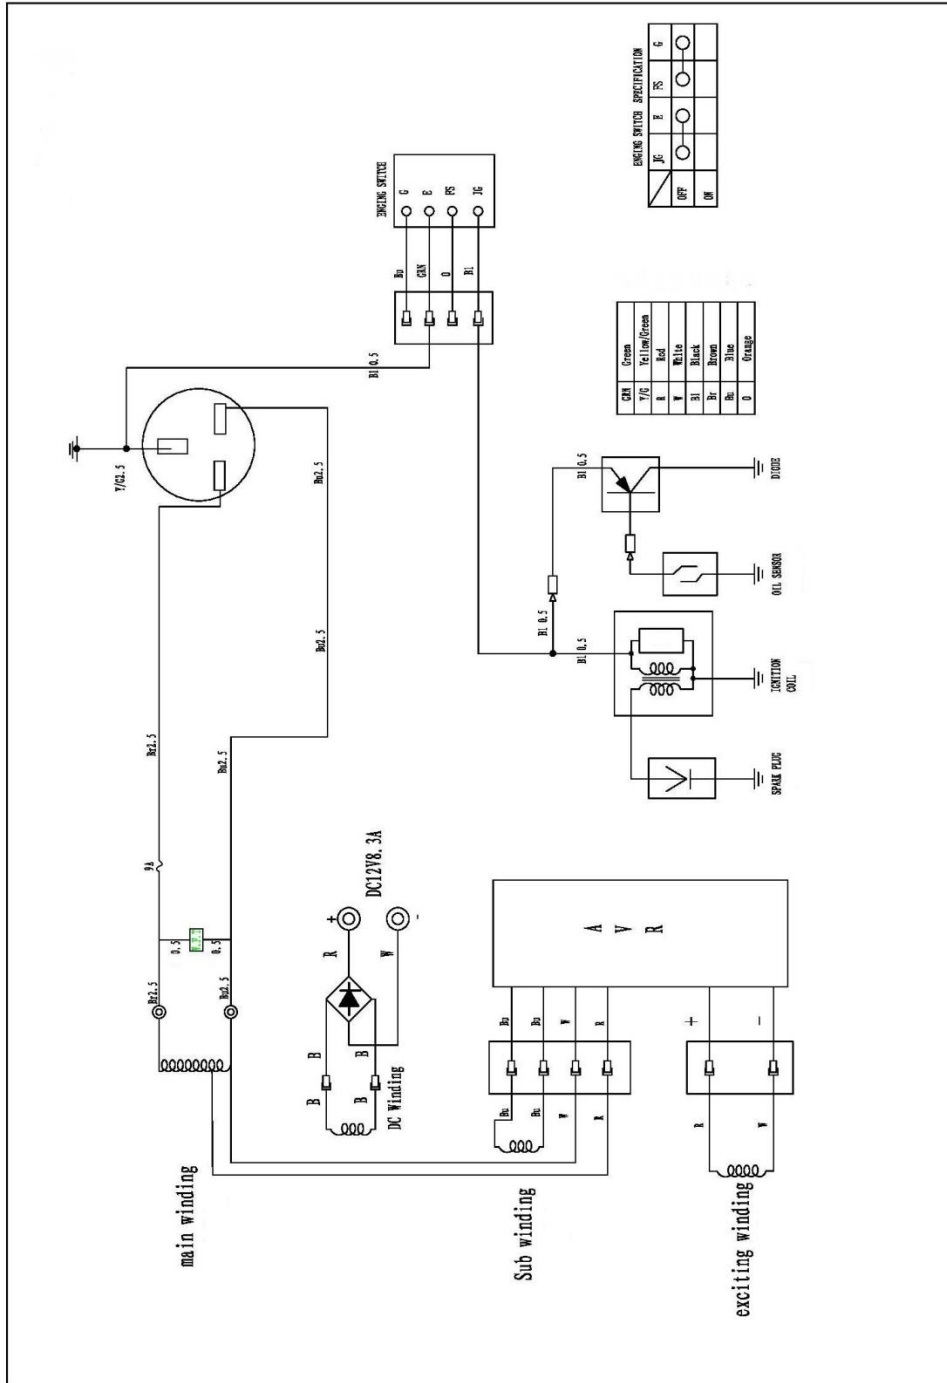 ENGING SWITCH SPECIFICATION
JG E FS G
OFF
ON
ENGING SWITCH
G
E
FS
JG
Bu
GRN
O
Bl
Bl 0.5
Y/G2.5
Bu2.5
Br2.5
Bu2.5
Bu2.5
9A
0.5
0.5
Br2.5
Bu2.5
main winding
GRN Green
Y/G Yellow/Green
R Red
W White
Bl Black
Br Brown
Bu Blue
O Orange
Bl 0.5
Bl 0.5
Bl 0.5
DIODE
OIL SENSOR
IGNITION
COIL
SPARK PLUG
DC12V8.3A
+
-
R
W
B
B
B
B
DC Winding
AVR
Bu
Bu
W
R
Bu
Bu
W
R
Sub winding
+
-
R
W
exciting winding